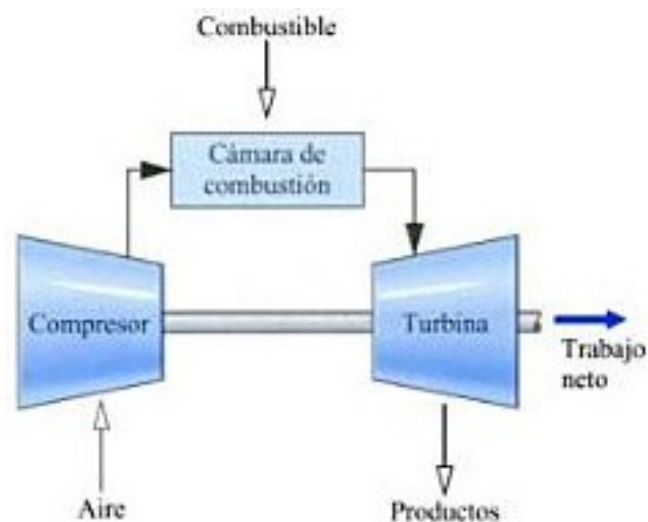 Combustible
Cámara de
combustión
Compresor
Turbina
Trabajo
neto
Aire
Productos